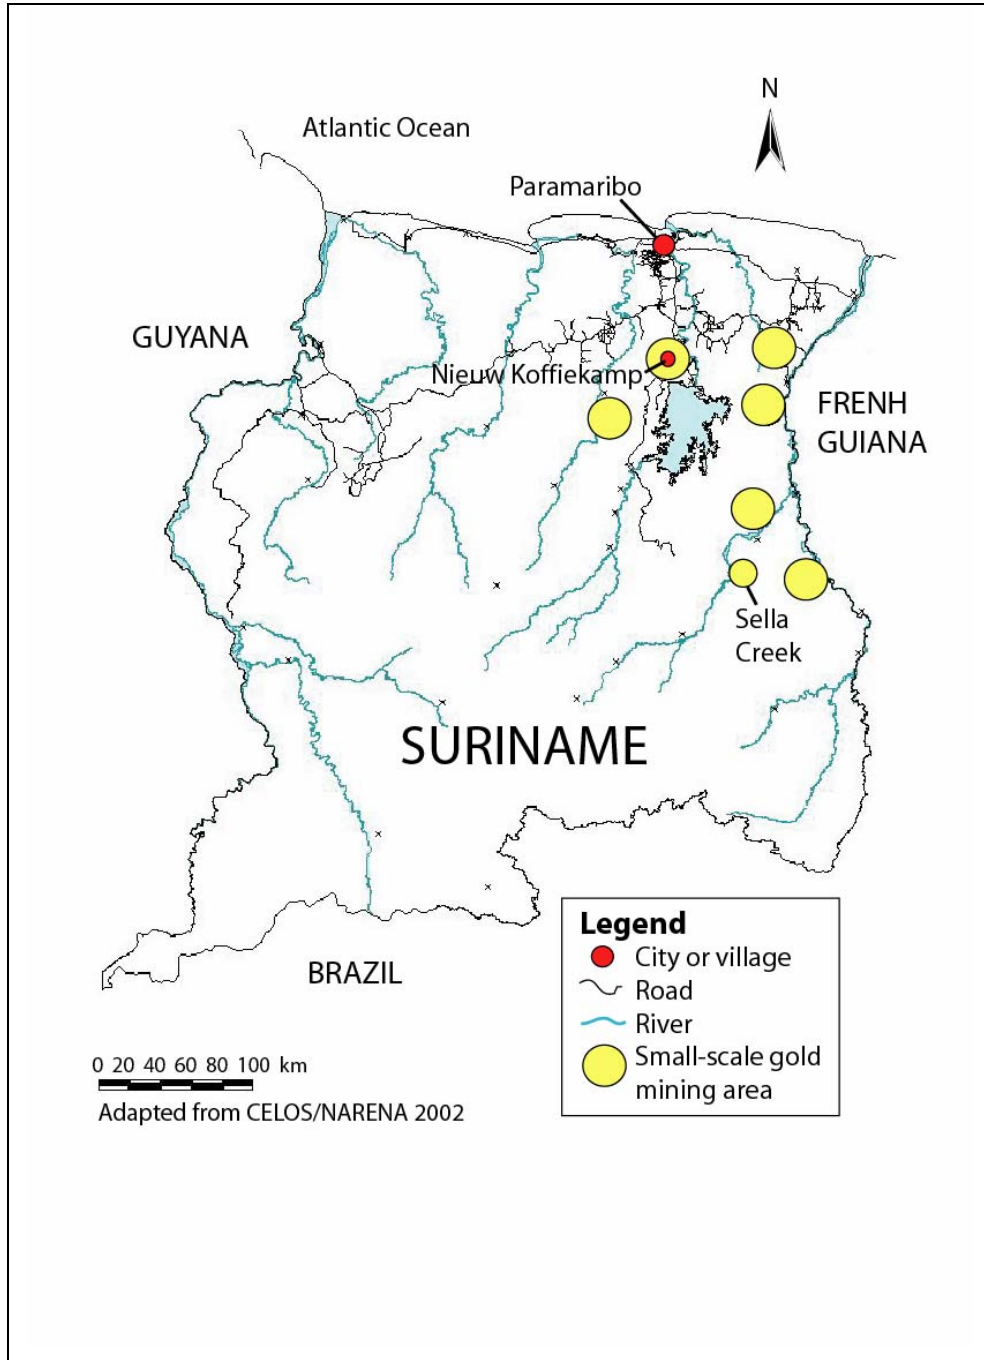 N
Atlantic Ocean
Paramaribo
GUYANA
Nieuw Koffiekamp
FRENH
GUIANA
Sella
Creek
SURINAME
BRAZIL
Legend
City or village
Road
River
Small-scale gold
mining area
0 20 40 60 80 100 km
Adapted from CELOS/NARENA 2002